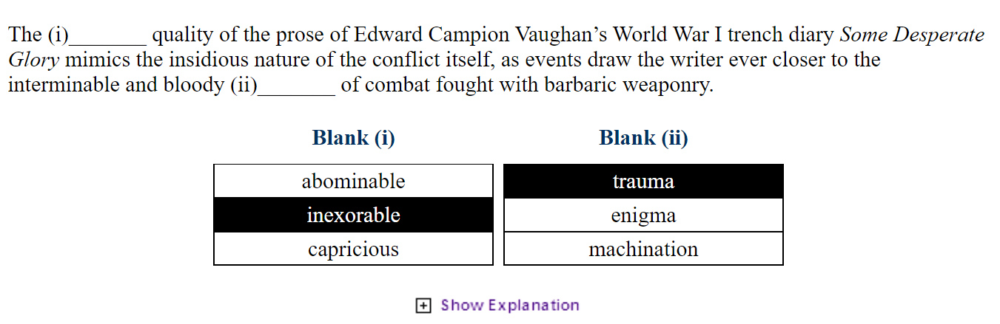 The (i)________ quality of the prose of Edward Campion Vaughan’s World War I trench diary Some Desperate
Glory mimics the insidious nature of the conflict itself, as events draw the writer ever closer to the
interminable and bloody (ii)________ of combat fought with barbaric weaponry.
Blank (i) Blank (ii)
abominable trauma
inexorable enigma
capricious machination
Show Explanation